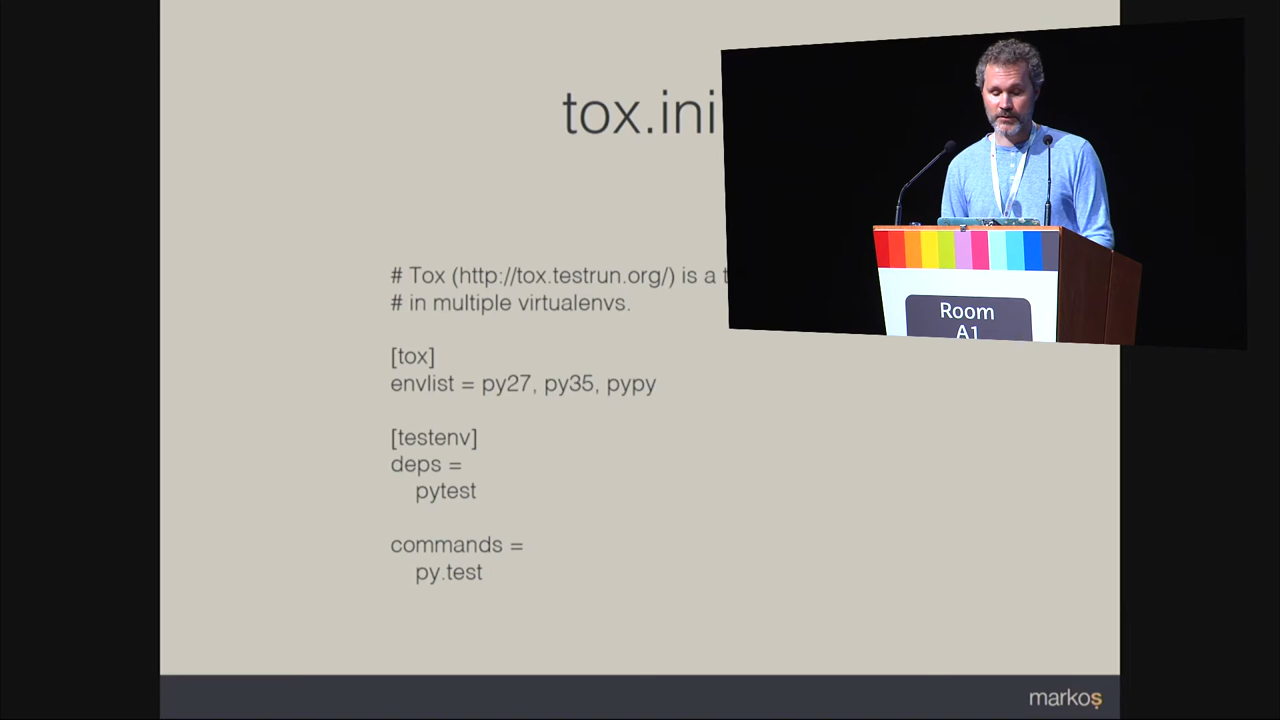 tox.ini
# Tox (http://tox.testrun.org/) is a
# in multiple virtualenvs.
[tox]
envlist = py27, py35, pypy
[testenv]
deps =
pytest
commands =
py.test
Room
A1
markoș